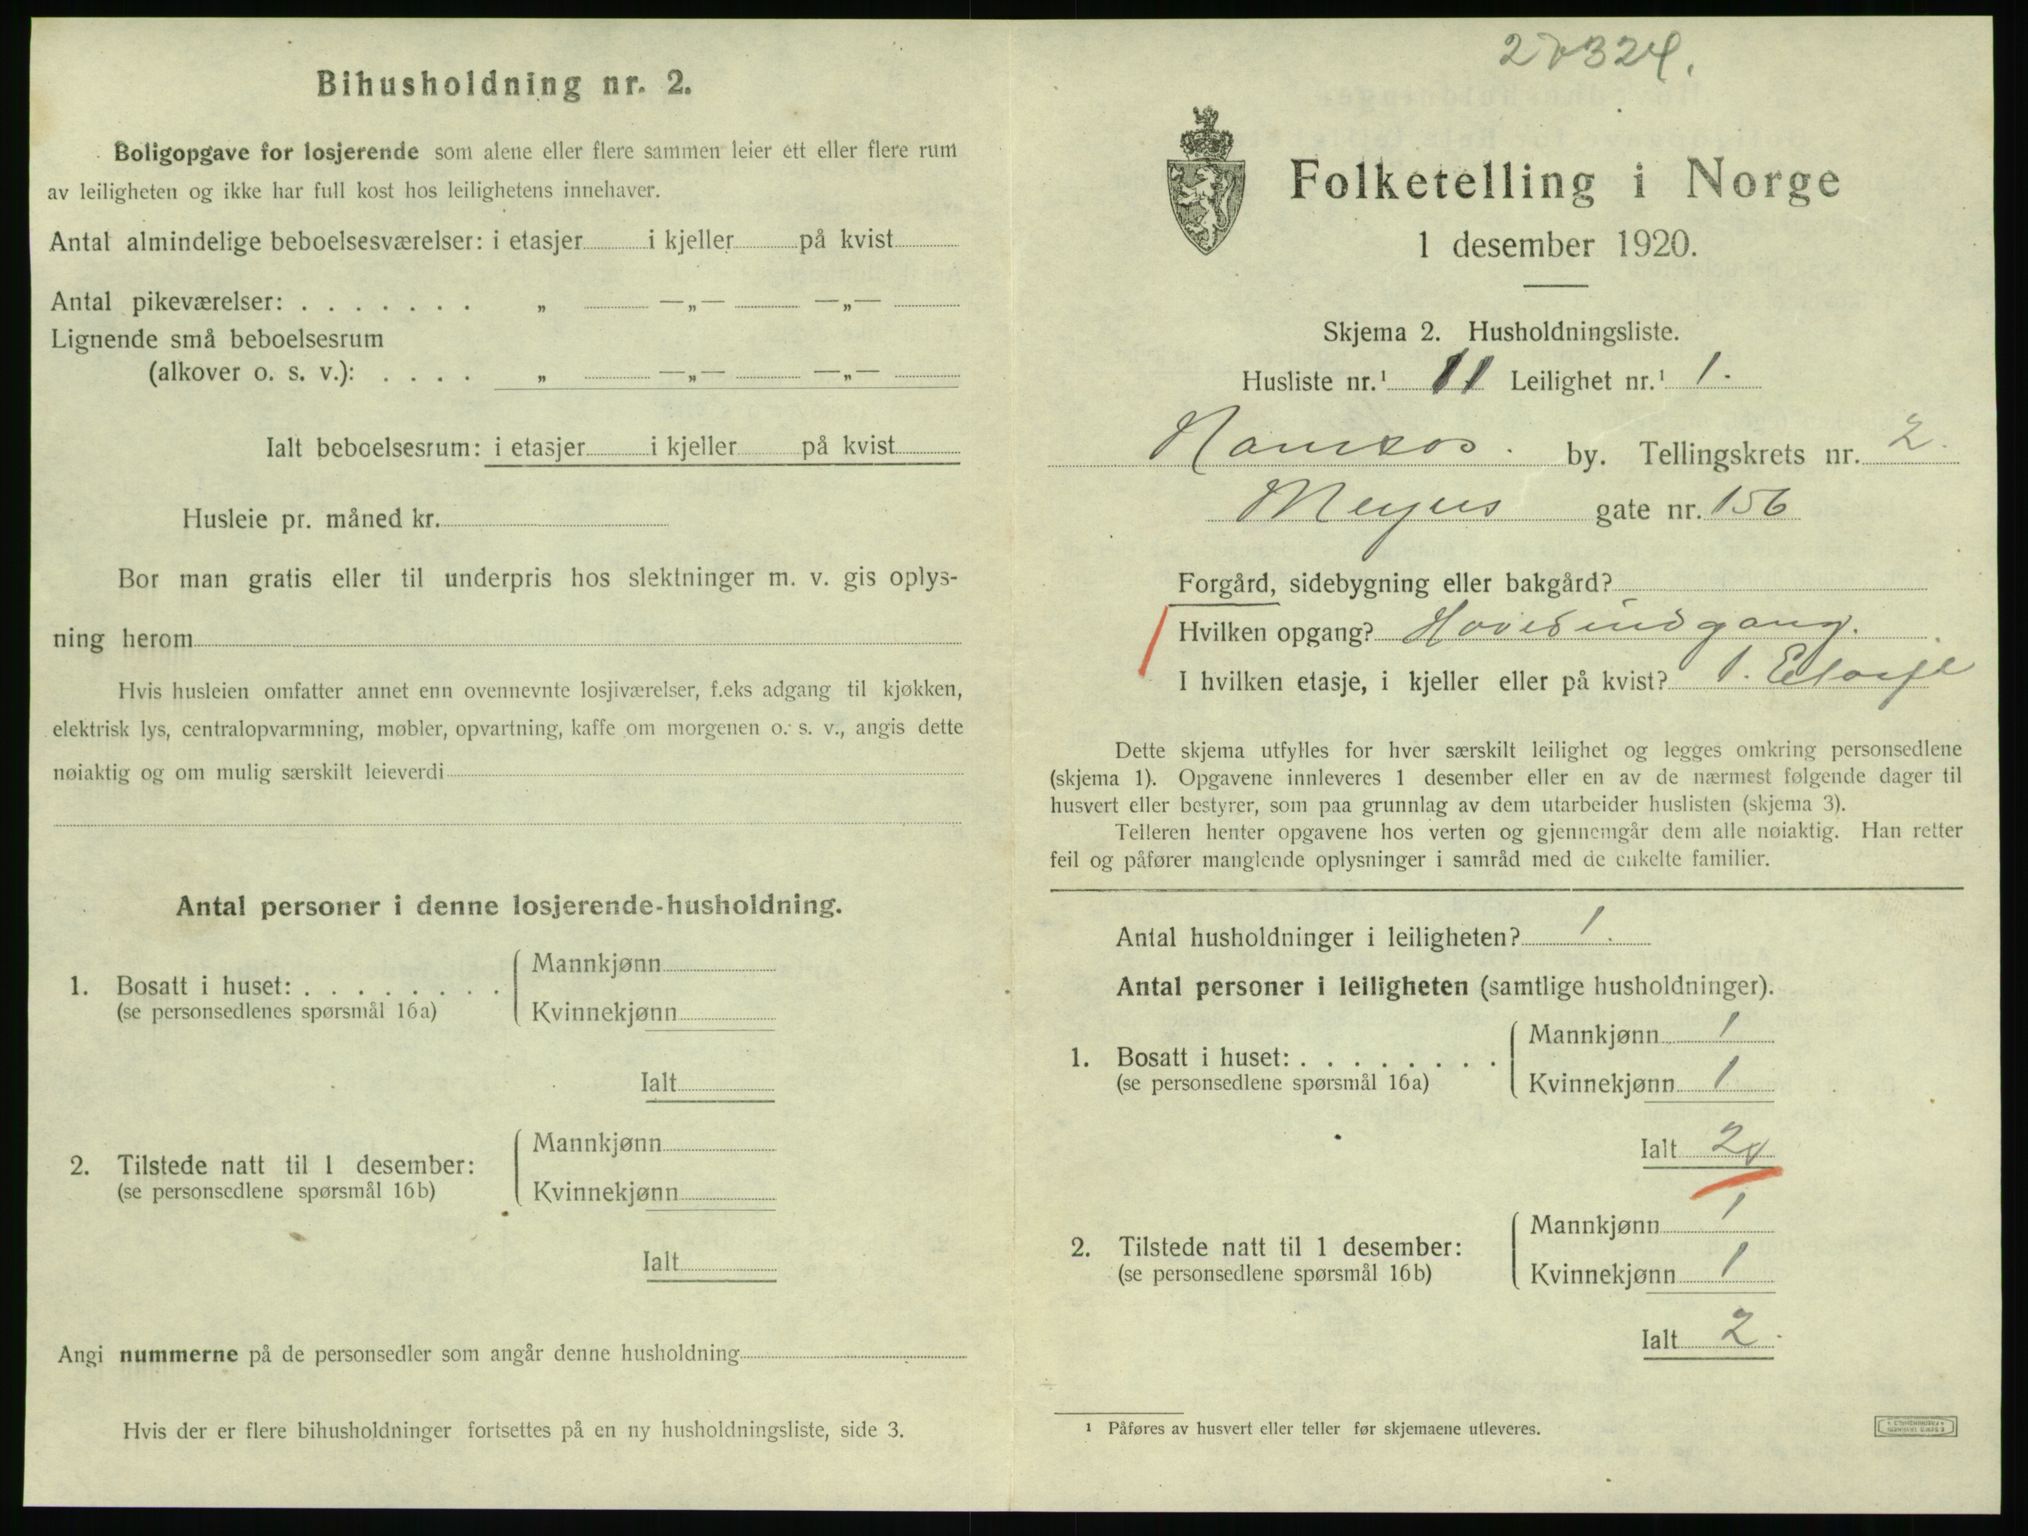 Bihusholdning nr. 2.
Boligopgave for losjerende som alene eller flere sammen leier ett eller flere rum
av leiligheten og ikke har full kost hos leilighetens innehaver.
Antal almindelige beboelsesværelser: i etasjer i kjeller på kvist
Antal pikeværelser: . . . . . . . „ —„— —„—
Lignende små beboelsesrum
(alkover o. s. v.): . . . . „ —„— —„—
Ialt beboelsesrum: i etasjer i kjeller på kvist
Husleie pr. måned kr.
Bor man gratis eller til underpris hos slektninger m. v. gis oplys-
ning herom
Hvis husleien omfatter annet enn ovennevnte losjiværelser, f.eks adgang til kjøkken,
elektrisk lys, centralopvarmning, møbler, opvartning, kaffe om morgenen o. s. v., angis dette
nøiaktig og om mulig særskilt leieverdi
Antal personer i denne losjerende-husholdning.
1. Bosatt i huset: . . . . . . . .
(se personsedlenes spørsmål 16a)
Mannkjønn
Kvinnekjønn
Ialt
2. Tilstede natt til 1 desember:
(se personsedlene spørsmål 16b)
Mannkjønn
Kvinnekjønn
Ialt
Angi nummerne på de personsedler som angår denne husholdning
Hvis der er flere bihusholdninger fortsettes på en ny husholdningsliste, side 3.
Folketelling i Norge
1 desember 1920.
Skjema 2. Husholdningsliste.
Husliste nr.¹ 11 Leilighet nr.¹ 1.
Namsos. by. Tellingskrets nr. 2.
Meyers gate nr. 156
Forgård, sidebygning eller bakgård?
Hvilken opgang? Hovedindgang.
I hvilken etasje, i kjeller eller på kvist? 1. Etasje
Dette skjema utfylles for hver særskilt leilighet og legges omkring personsedlene
(skjema 1). Opgavene innleveres 1 desember eller en av de nærmest følgende dager til
husvert eller bestyrer, som paa grunnlag av dem utarbeider huslisten (skjema 3).
Telleren henter opgavene hos verten og gjennemgår dem alle nøiaktig. Han retter
feil og påfører manglende oplysninger i samråd med de enkelte familier.
Antal husholdninger i leiligheten? 1.
Antal personer i leiligheten (samtlige husholdninger).
1. Bosatt i huset: . . . . . . . .
(se personsedlene spørsmål 16a)
Mannkjønn 1
Kvinnekjønn 1
Ialt 2
2. Tilstede natt til 1 desember:
(se personsedlene spørsmål 16b)
Mannkjønn 1
Kvinnekjønn 1
Ialt 2.
¹ Påføres av husvert eller teller før skjemaene utleveres.